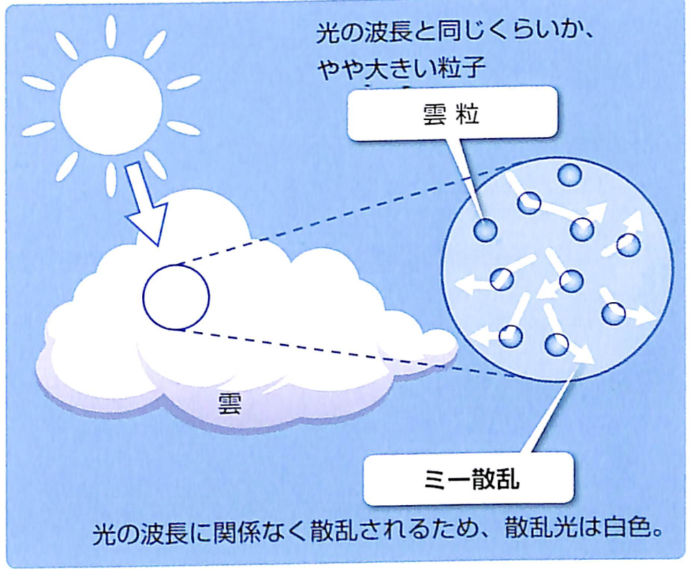 光の波長と同じくらいか、
やや大きい粒子
雲 粒
雲
ミー散乱
光の波長に関係なく散乱されるため、散乱光は白色。